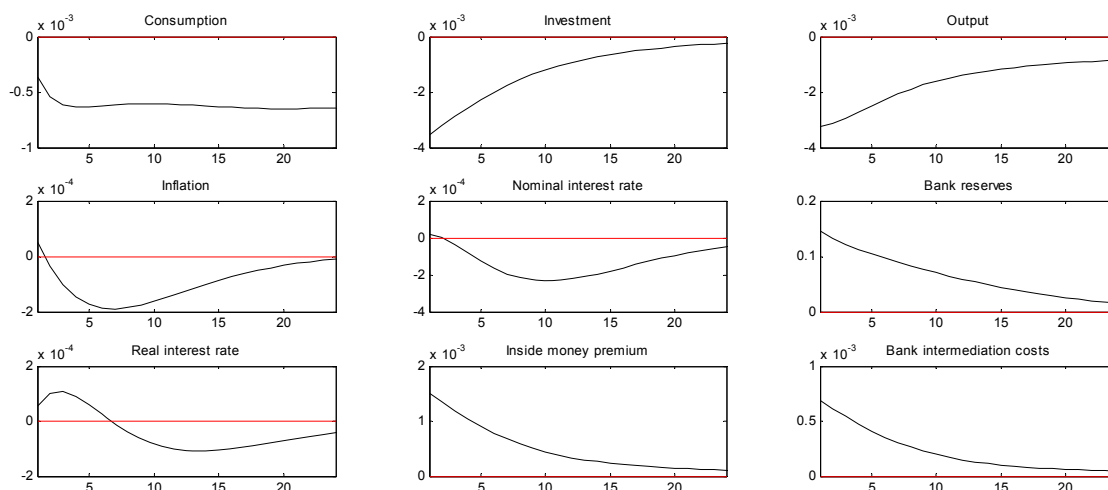 Consumption
x 10^-3
0
-0.5
-1
5 10 15 20
Investment
x 10^-3
0
-2
-4
5 10 15 20
Output
x 10^-3
0
-2
-4
5 10 15 20
Inflation
x 10^-4
2
0
-2
5 10 15 20
Nominal interest rate
x 10^-4
2
0
-2
-4
5 10 15 20
Bank reserves
0.2
0.1
0
5 10 15 20
Real interest rate
x 10^-4
2
0
-2
5 10 15 20
Inside money premium
x 10^-3
2
1
0
5 10 15 20
Bank intermediation costs
x 10^-3
1
0.5
0
5 10 15 20